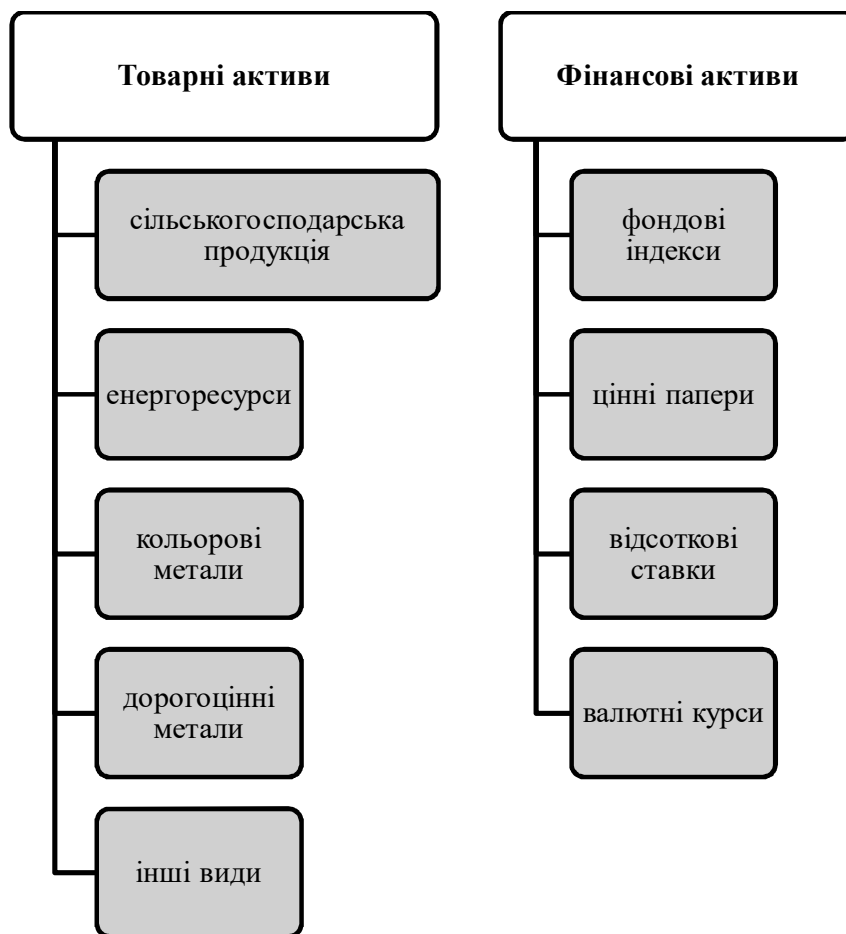 Товарні активи
сільськогосподарська
продукція
енергоресурси
кольорові
метали
дорогоцінні
метали
інші види
Фінансові активи
фондові
індекси
цінні папери
відсоткові
ставки
валютні курси